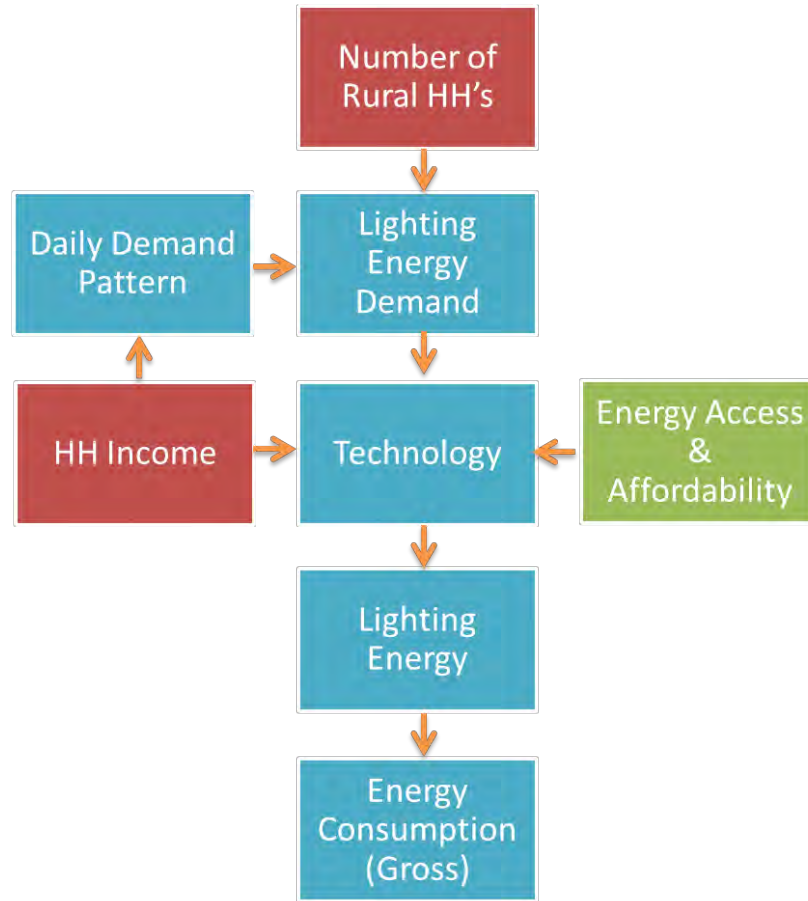 Number of
Rural HH’s
Daily Demand
Pattern
Lighting
Energy
Demand
HH Income
Technology
Energy Access
&
Affordability
Lighting
Energy
Energy
Consumption
(Gross)